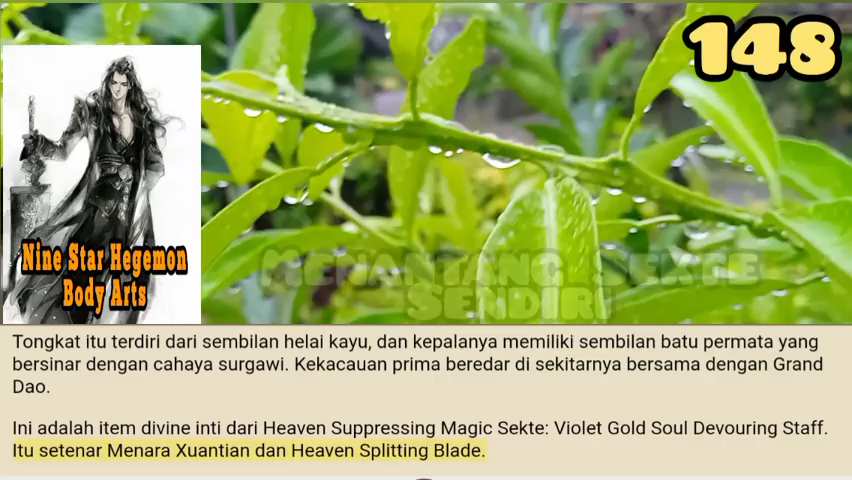 148
Nine Star Hegemon
Body Arts
MENANTANG SEKTE
SENDIRI
Tongkat itu terdiri dari sembilan helai kayu, dan kepalanya memiliki sembilan batu permata yang
bersinar dengan cahaya surgawi. Kekacauan prima beredar di sekitarnya bersama dengan Grand
Dao.
Ini adalah item divine inti dari Heaven Suppressing Magic Sekte: Violet Gold Soul Devouring Staff.
Itu setenar Menara Xuantian dan Heaven Splitting Blade.